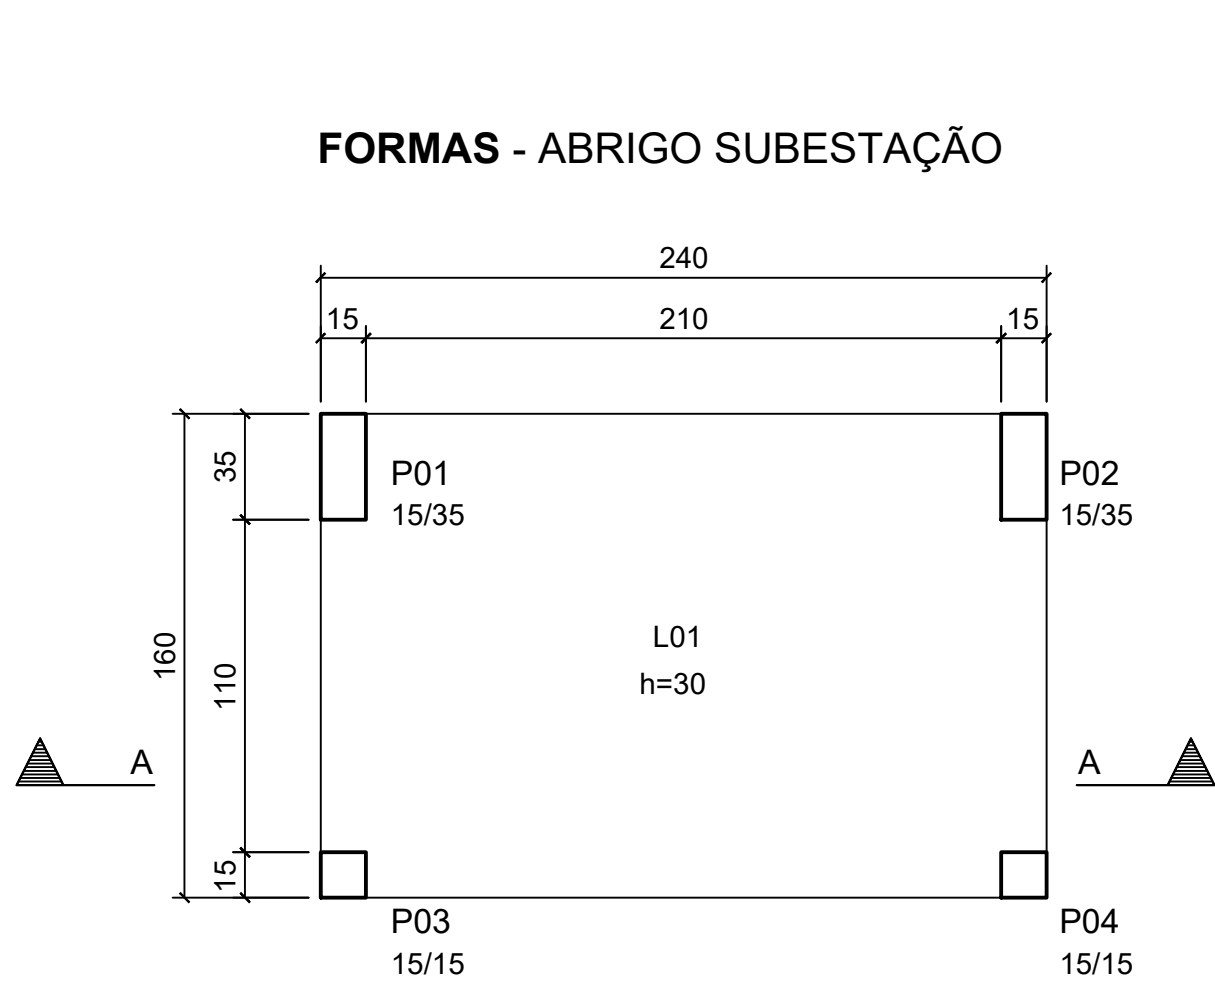 FORMAS - ABRIGO SUBESTAÇÃO
240
15 210 15
35
P01
15/35
P02
15/35
160
110
L01
h=30
A
A
15
P03
15/15
P04
15/15